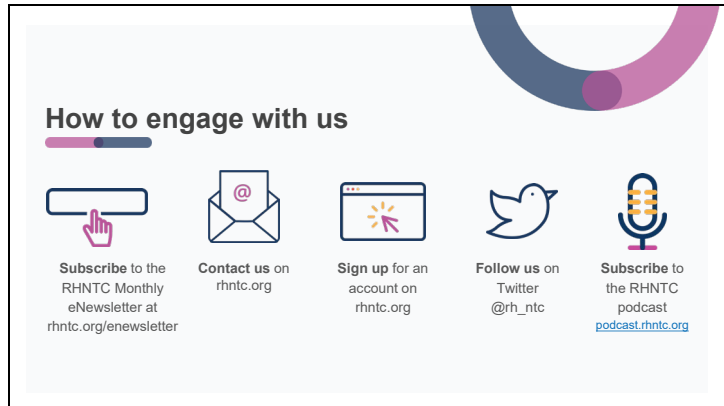 How to engage with us
@
Subscribe to the
RHNTC Monthly
eNewsletter at
rhntc.org/enewsletter
Contact us on
rhntc.org
Sign up for an
account on
rhntc.org
Follow us on
Twitter
@rh_ntc
Subscribe to
the RHNTC
podcast
podcast.rhntc.org